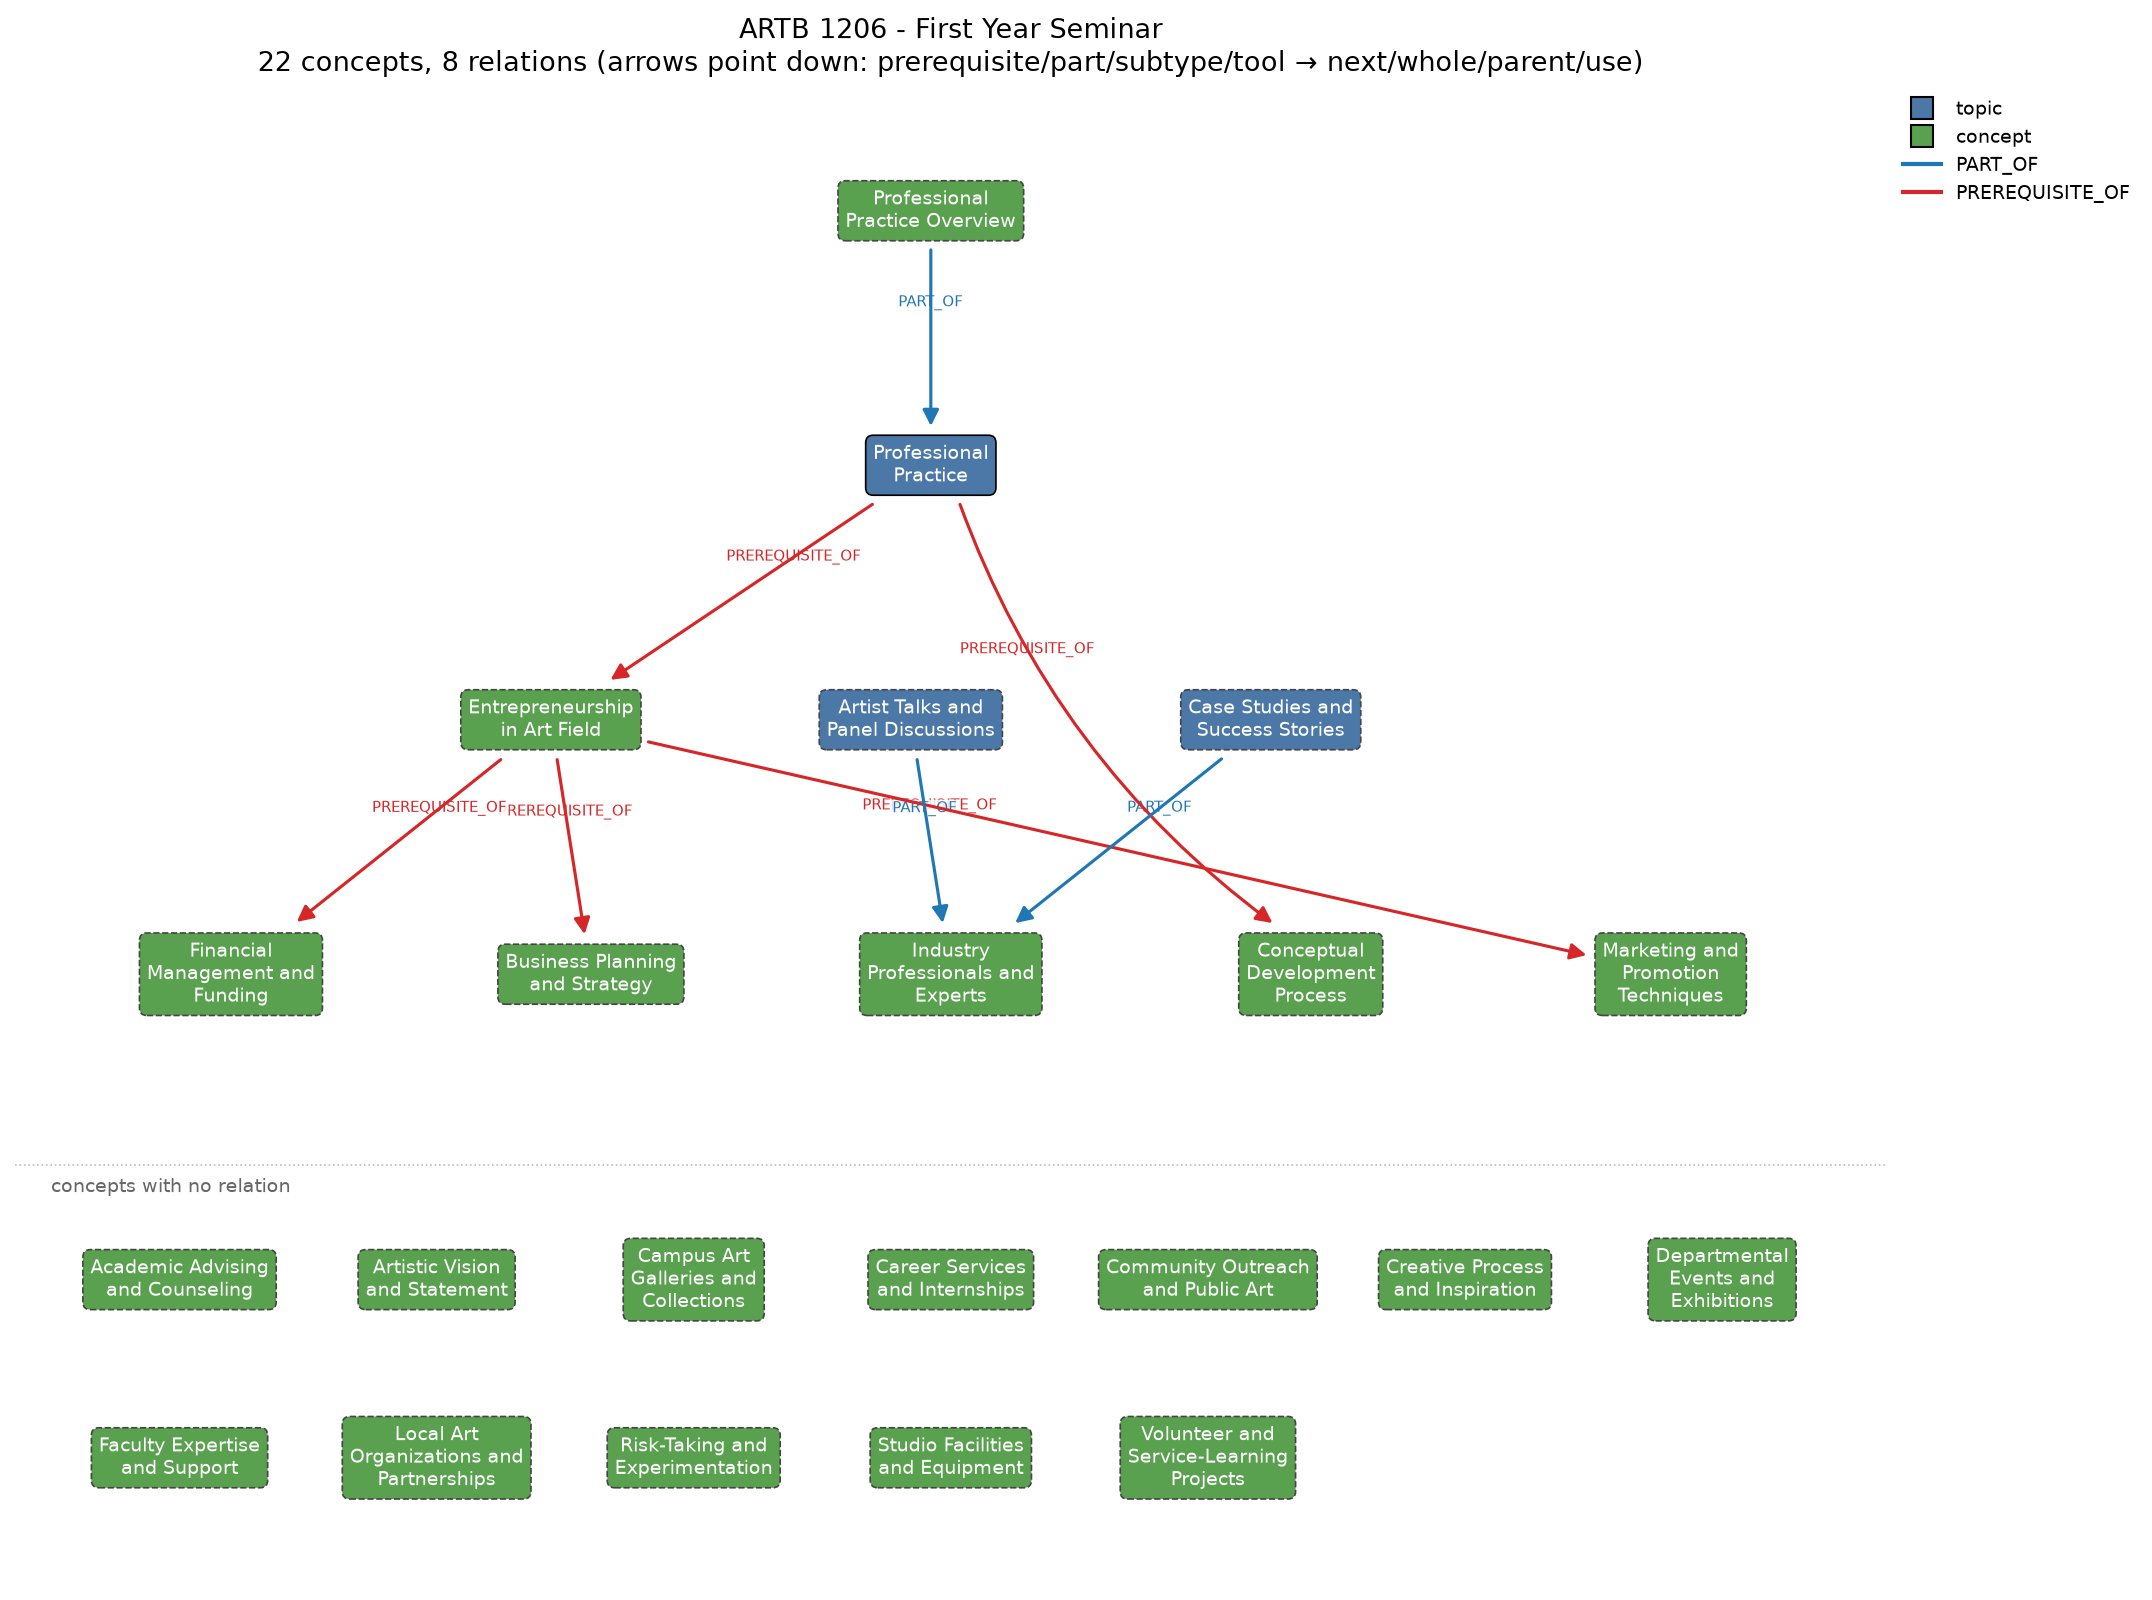 ARTB 1206 - First Year Seminar
22 concepts, 8 relations (arrows point down: prerequisite/part/subtype/tool → next/whole/parent/use)
topic
concept
PART_OF
PREREQUISITE_OF
Professional
Practice Overview
PART_OF
Professional
Practice
PREREQUISITE_OF
PREREQUISITE_OF
Entrepreneurship
in Art Field
Artist Talks and
Panel Discussions
Case Studies and
Success Stories
PREREQUISITE_OF
PREREQUISITE_OF
PREREQUISITE_OF
PART_OF
PART_OF
Financial
Management and
Funding
Business Planning
and Strategy
Industry
Professionals and
Experts
Conceptual
Development
Process
Marketing and
Promotion
Techniques
concepts with no relation
Academic Advising
and Counseling
Artistic Vision
and Statement
Campus Art
Galleries and
Collections
Career Services
and Internships
Community Outreach
and Public Art
Creative Process
and Inspiration
Departmental
Events and
Exhibitions
Faculty Expertise
and Support
Local Art
Organizations and
Partnerships
Risk-Taking and
Experimentation
Studio Facilities
and Equipment
Volunteer and
Service-Learning
Projects